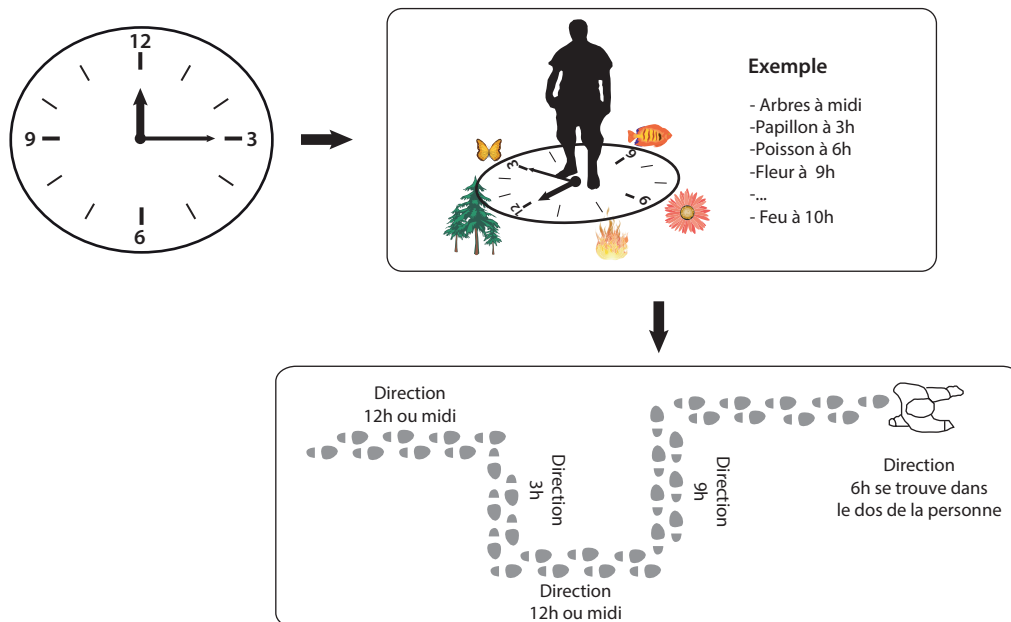 12
9
3
6
Exemple
- Arbres à midi
-Papillon à 3h
-Poisson à 6h
-Fleur à 9h
-...
- Feu à 10h
3
6
12
9
Direction
12h ou midi
Direction
3h
Direction
9h
Direction
12h ou midi
Direction
6h se trouve dans
le dos de la personne